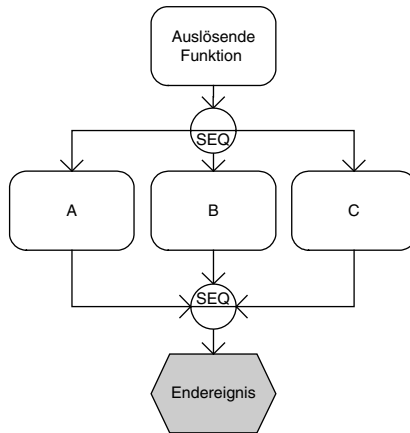 Auslösende
Funktion
SEQ
A
B
C
SEQ
Endereignis